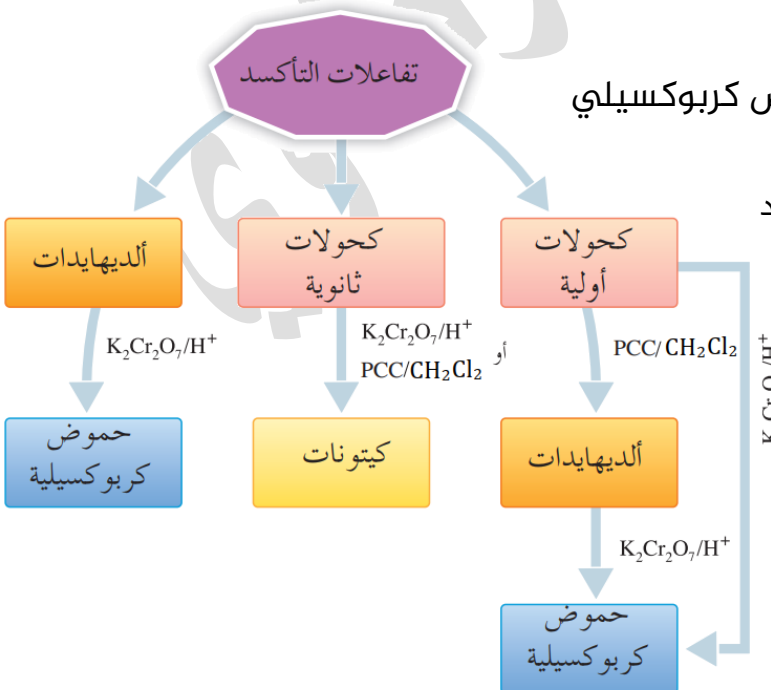 تفاعلات التأكسد
كربوكسيلي
كحولات
أولية
كحولات
ثانوية
ألديهايدات
PCC/CH₂Cl₂
K₂Cr₂O₇/H⁺
أو
PCC/CH₂Cl₂
K₂Cr₂O₇/H⁺
ألديهايدات
كيتونات
حموض
كربوكسيلية
K₂Cr₂O₇/H⁺
حموض
كربوكسيلية